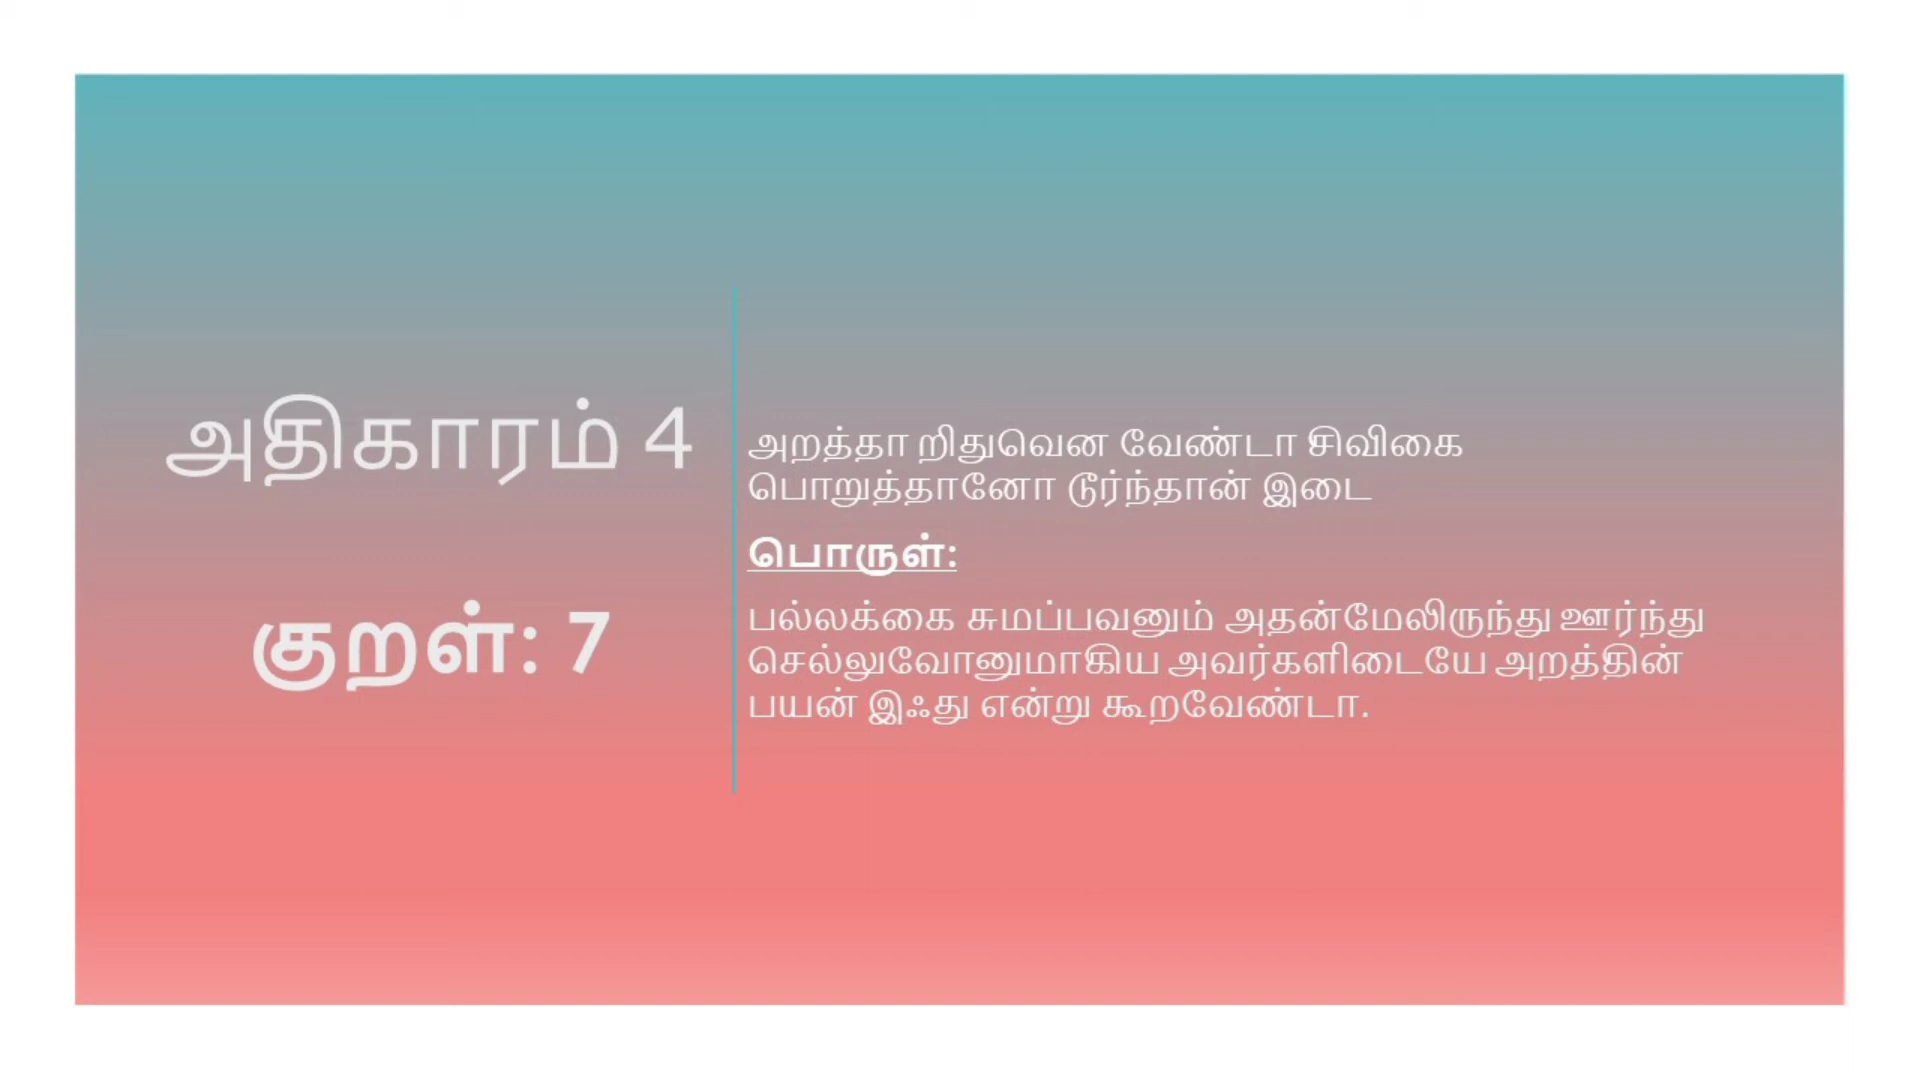 அதிகாரம் 4
குறள்: 7
அறத்தா றிதுவென வேண்டா சிவிகை
பொறுத்தானோ டூர்ந்தான் இடை
பொருள்:
பல்லக்கை சுமப்பவனும் அதன்மேலிருந்து ஊர்ந்து
செல்லுவோனுமாகிய அவர்களிடையே அறத்தின்
பயன் இஃது என்று கூறவேண்டா.